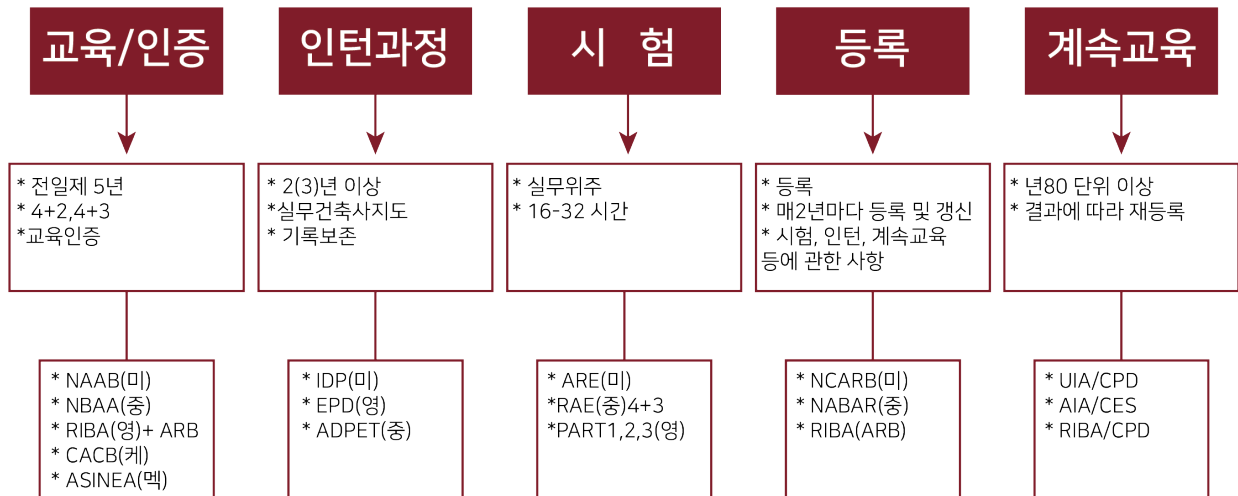 교육/인증
* 전일제 5년
* 4+2,4+3
*교육인증
* NAAB(미)
* NBAA(중)
* RIBA(영)+ ARB
* CACB(케)
* ASINEA(멕)
인턴과정
* 2(3)년 이상
*실무건축사지도
* 기록보존
* IDP(미)
* EPD(영)
* ADPET(중)
시 험
* 실무위주
* 16-32 시간
* ARE(미)
*RAE(중)4+3
*PART1,2,3(영)
등록
* 등록
* 매2년마다 등록 및 갱신
* 시험, 인턴, 계속교육
등에 관한 사항
* NCARB(미)
* NABAR(중)
* RIBA(ARB)
계속교육
* 년80 단위 이상
* 결과에 따라 재등록
* UIA/CPD
* AIA/CES
* RIBA/CPD